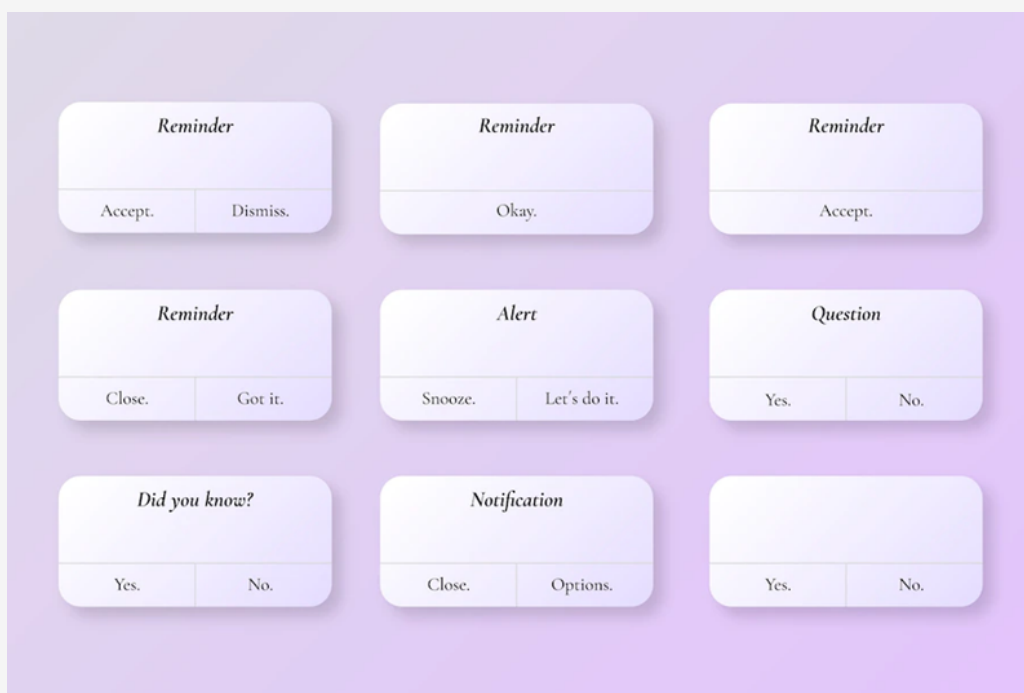 Reminder
Accept. Dismiss.
Reminder
Okay.
Reminder
Accept.
Reminder
Close. Got it.
Alert
Snooze. Let's do it.
Question
Yes. No.
Did you know?
Yes. No.
Notification
Close. Options.
Yes. No.